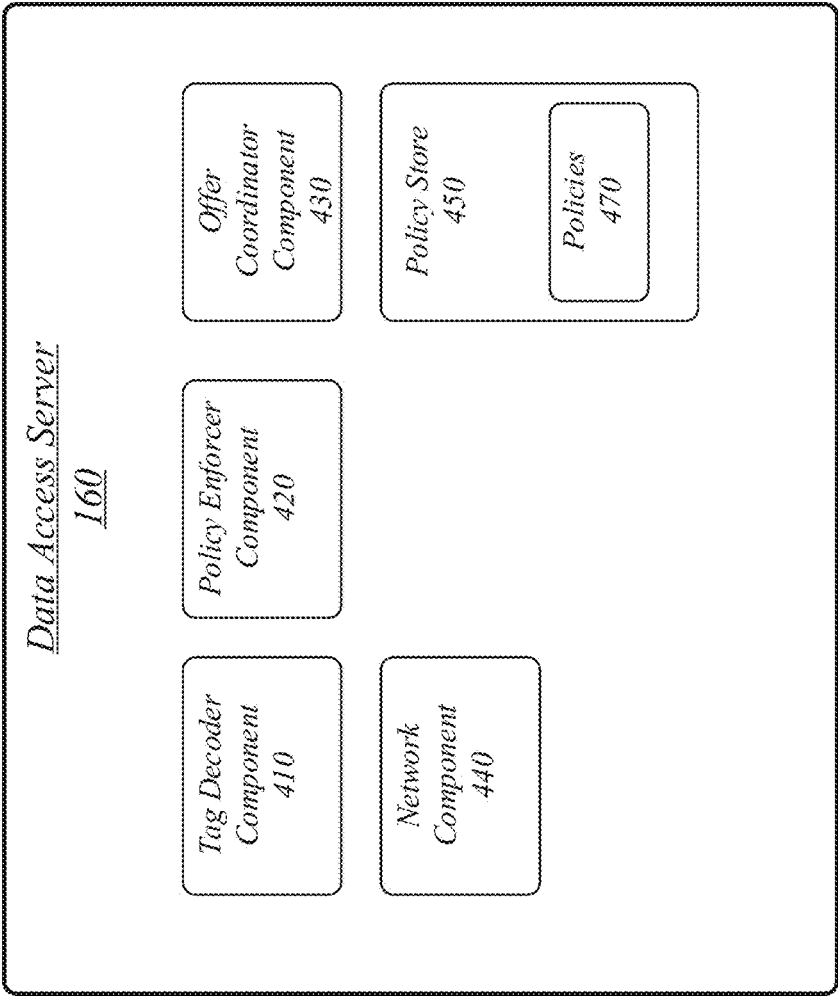 Data Access Server
160
Tag Decoder
Component
410
Policy Enforcer
Component
420
Offer
Coordinator
Component
430
Network
Component
440
Policy Store
450
Policies
470